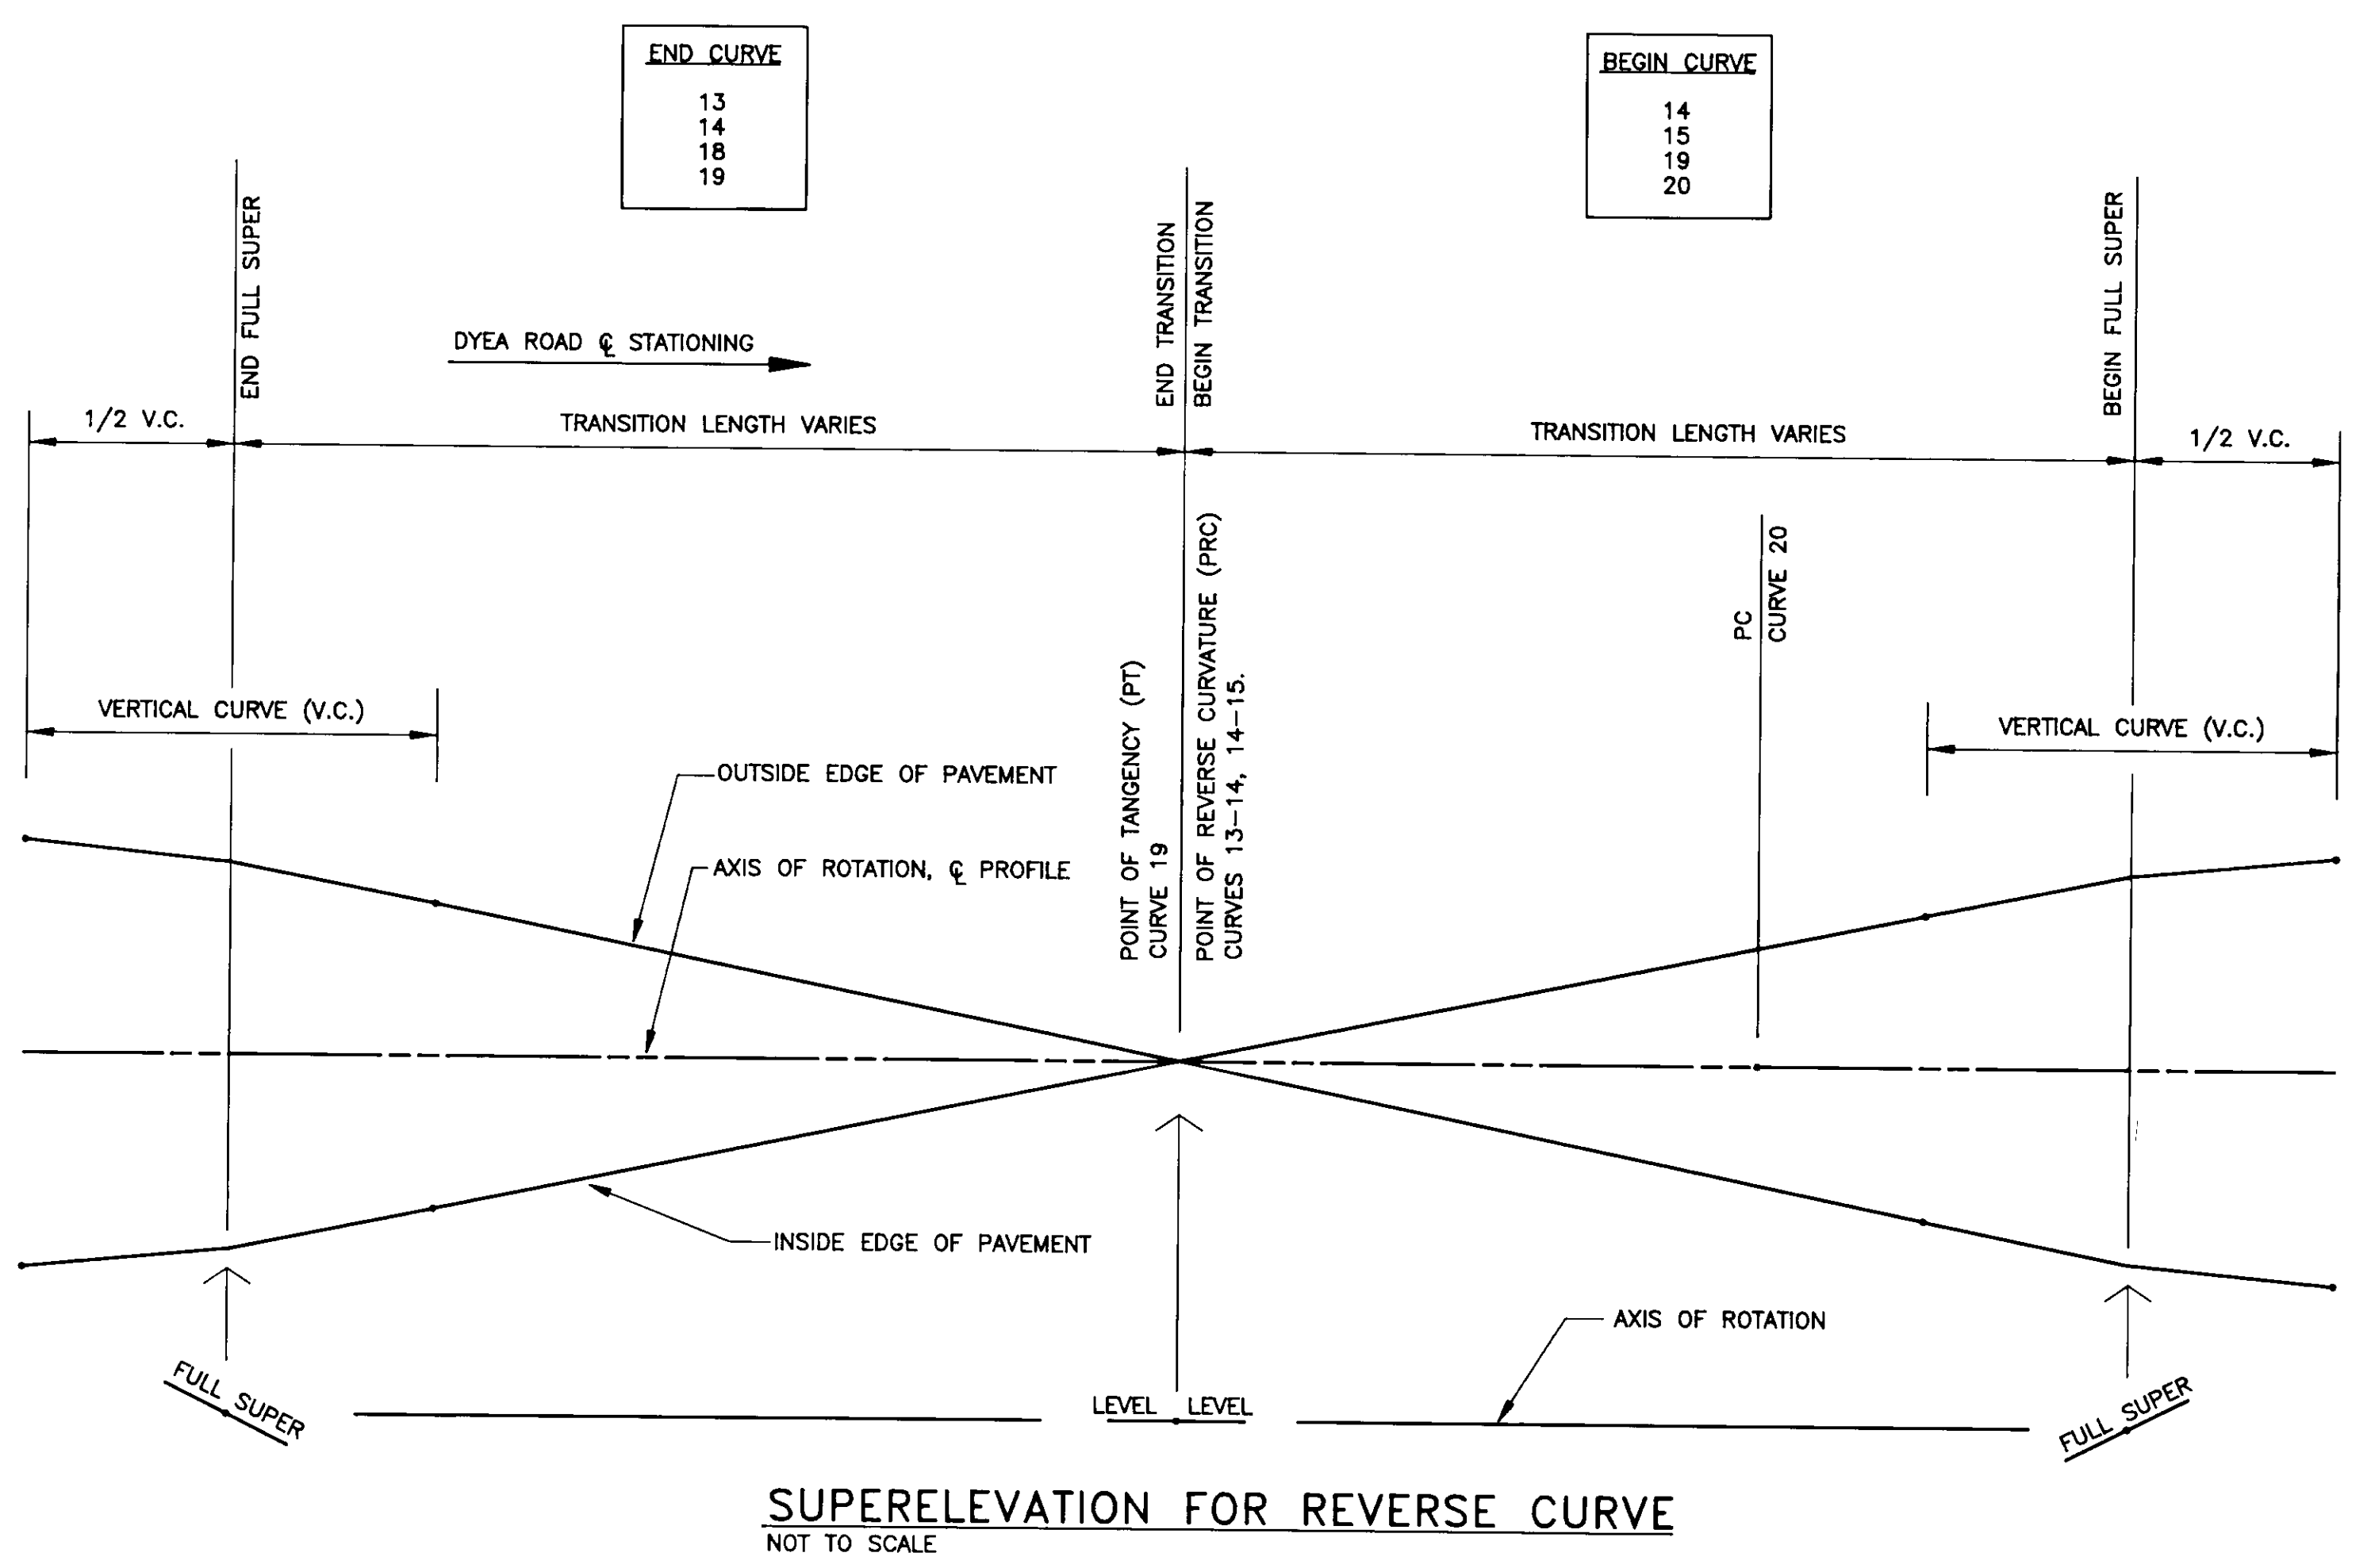 END CURVE
13
14
18
19
BEGIN CURVE
14
15
19
20
END FULL SUPER
END TRANSITION
BEGIN TRANSITION
BEGIN FULL SUPER
DYEA ROAD ℄ STATIONING
1/2 V.C.
TRANSITION LENGTH VARIES
TRANSITION LENGTH VARIES
1/2 V.C.
POINT OF TANGENCY (PT)
CURVE 19
POINT OF REVERSE CURVATURE (PRC)
CURVES 13-14, 14-15.
PC
CURVE 20
VERTICAL CURVE (V.C.)
VERTICAL CURVE (V.C.)
OUTSIDE EDGE OF PAVEMENT
AXIS OF ROTATION, ℄ PROFILE
INSIDE EDGE OF PAVEMENT
AXIS OF ROTATION
FULL SUPER
LEVEL LEVEL
FULL SUPER
SUPERELEVATION FOR REVERSE CURVE
NOT TO SCALE